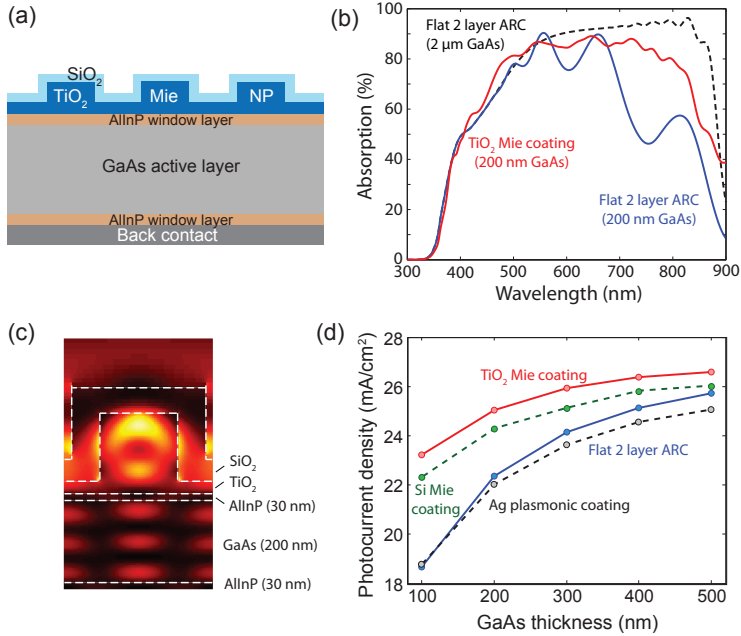 (a)
SiO₂
TiO₂ Mie NP
AlInP window layer
GaAs active layer
AlInP window layer
Back contact
(b)
Absorption (%)
100
80
60
40
20
0
Flat 2 layer ARC
(2 μm GaAs)
TiO₂ Mie coating
(200 nm GaAs)
Flat 2 layer ARC
(200 nm GaAs)
300 400 500 600 700 800 900
Wavelength (nm)
(c)
SiO₂
TiO₂
AlInP (30 nm)
GaAs (200 nm)
AlInP (30 nm)
(d)
Photocurrent density (mA/cm²)
28
26
24
22
20
18
TiO₂ Mie coating
Flat 2 layer ARC
Si Mie
coating
Ag plasmonic coating
100 200 300 400 500
GaAs thickness (nm)